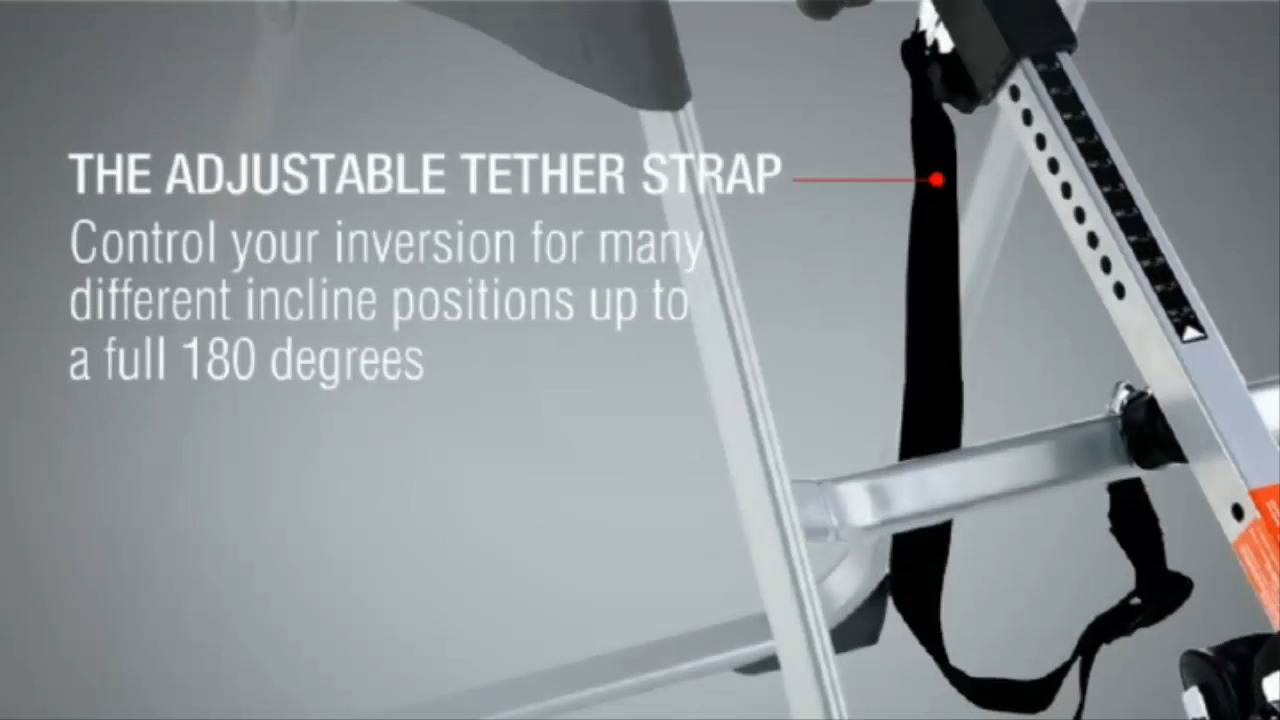 THE ADJUSTABLE TETHER STRAP
Control your inversion for many
different incline positions up to
a full 180 degrees